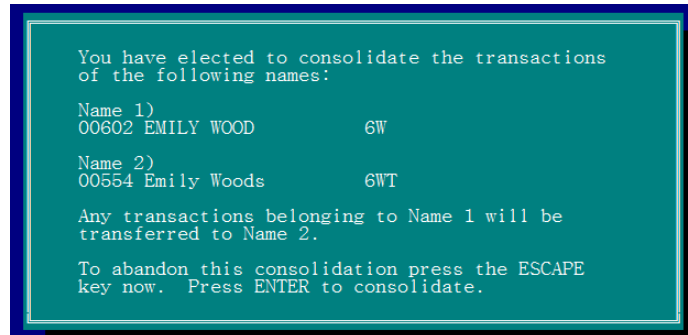 You have elected to consolidate the transactions
of the following names:
Name 1)
00602 EMILY WOOD 6W
Name 2)
00554 Emily Woods 6WT
Any transactions belonging to Name 1 will be
transferred to Name 2.
To abandon this consolidation press the ESCAPE
key now. Press ENTER to consolidate.